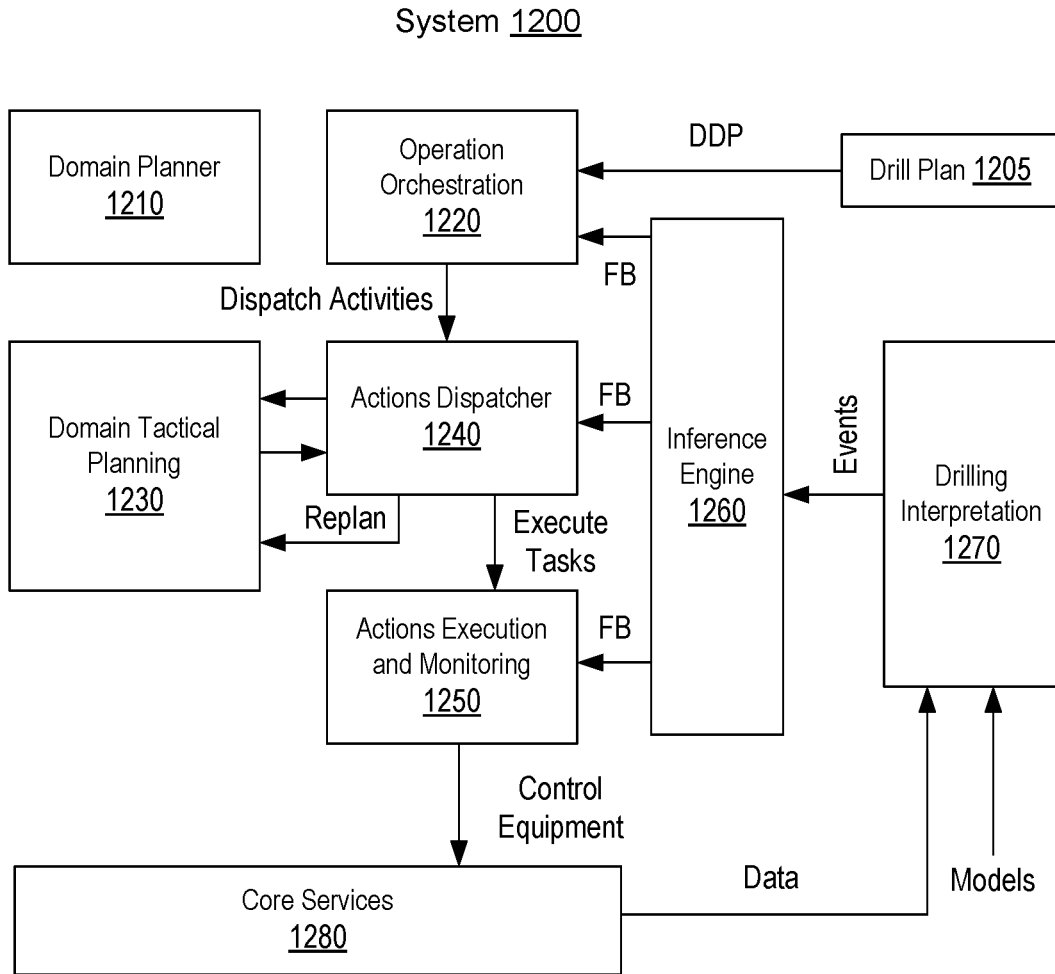 System 1200
Domain Planner
1210
Operation
Orchestration
1220
DDP
Drill Plan 1205
FB
Dispatch Activities
Domain Tactical
Planning
1230
Actions Dispatcher
1240
FB
Inference
Engine
1260
Events
Drilling
Interpretation
1270
Replan
Execute
Tasks
Actions Execution
and Monitoring
1250
FB
Control
Equipment
Core Services
1280
Data
Models